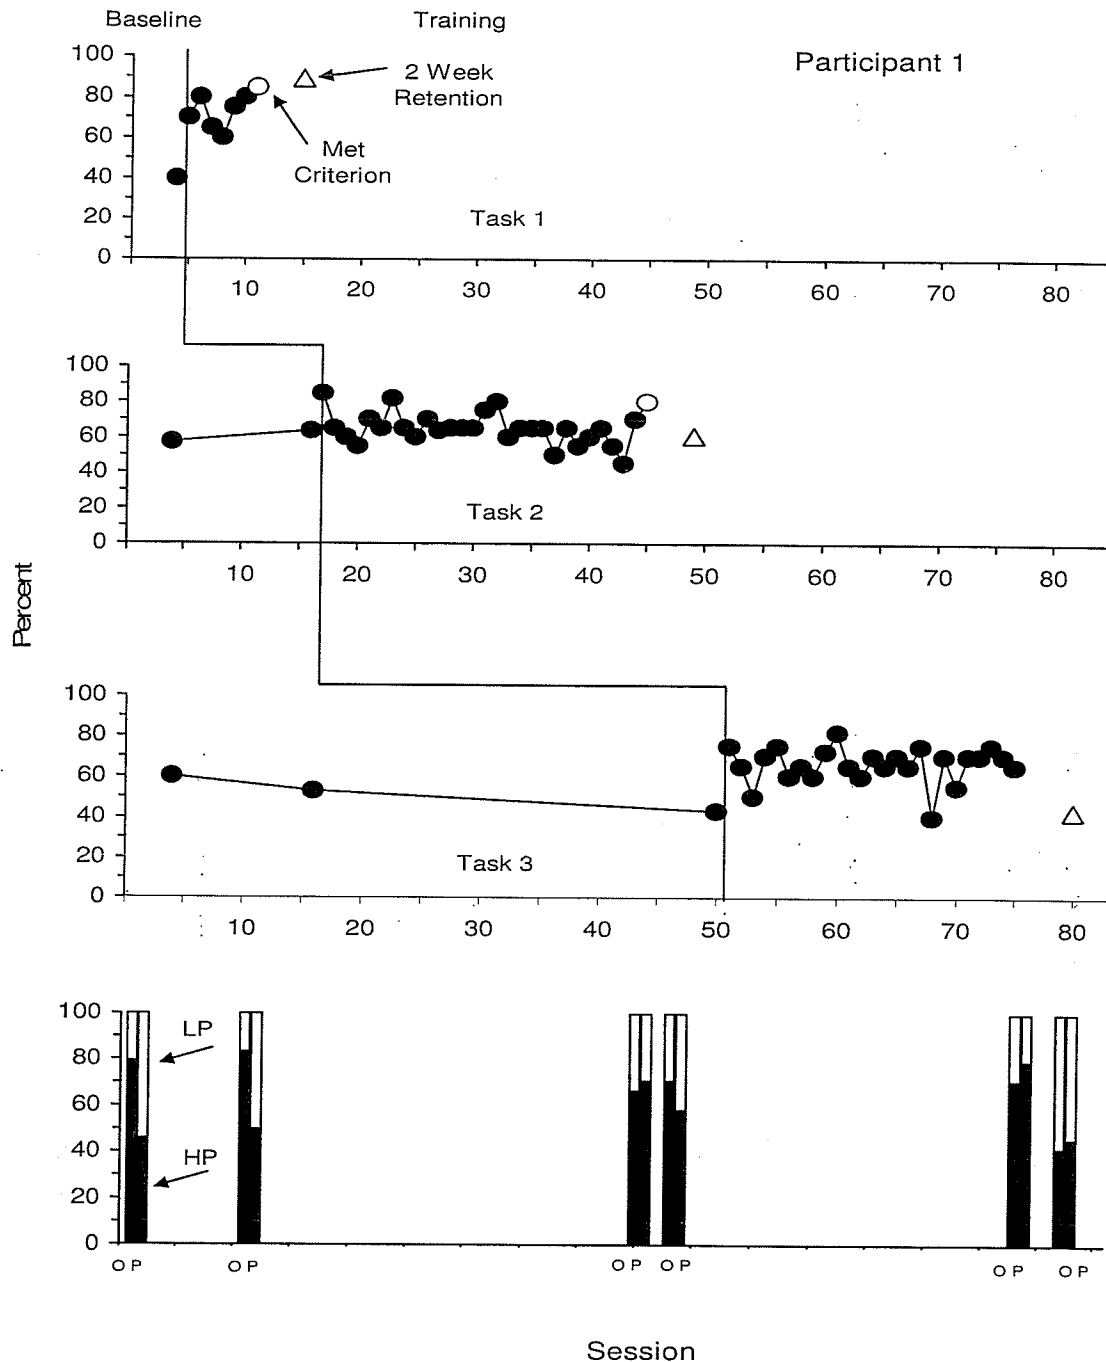 Baseline Training
Participant 1
100
80
60
40
20
0
2 Week
Retention
Met
Criterion
Task 1
10 20 30 40 50 60 70 80
100
80
60
40
20
0
Task 2
10 20 30 40 50 60 70 80
Percent
100
80
60
40
20
0
Task 3
10 20 30 40 50 60 70 80
100
80
60
40
20
0
LP
HP
O P O P O P O P O P O P
Session